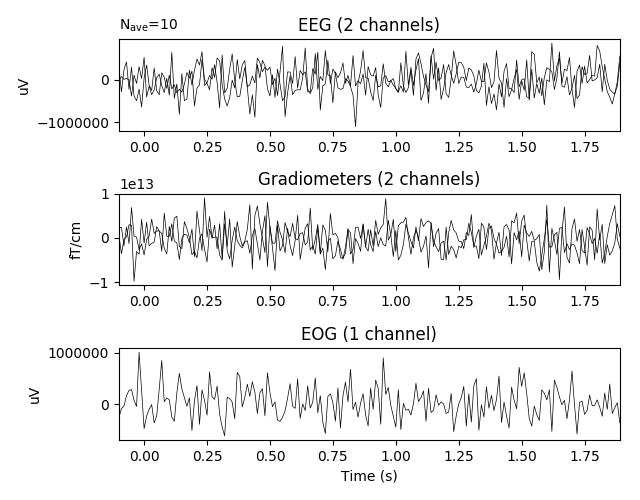 Nave=10
EEG (2 channels)
uV
0
−1000000
0.00 0.25 0.50 0.75 1.00 1.25 1.50 1.75
1e13
Gradiometers (2 channels)
fT/cm
1
0
−1
0.00 0.25 0.50 0.75 1.00 1.25 1.50 1.75
EOG (1 channel)
uV
1000000
0
0.00 0.25 0.50 0.75 1.00 1.25 1.50 1.75
Time (s)